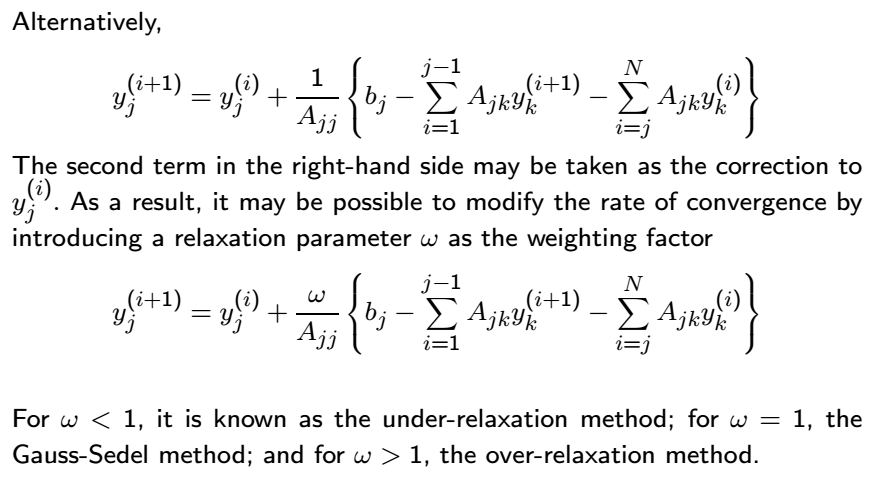 Alternatively,
y_j^{(i+1)} = y_j^{(i)} + \frac{1}{A_{jj}} \left\{ b_j - \sum_{i=1}^{j-1} A_{jk} y_k^{(i+1)} - \sum_{i=j}^{N} A_{jk} y_k^{(i)} \right\}
The second term in the right-hand side may be taken as the correction to
y_j^{(i)}. As a result, it may be possible to modify the rate of convergence by
introducing a relaxation parameter ω as the weighting factor
y_j^{(i+1)} = y_j^{(i)} + \frac{ω}{A_{jj}} \left\{ b_j - \sum_{i=1}^{j-1} A_{jk} y_k^{(i+1)} - \sum_{i=j}^{N} A_{jk} y_k^{(i)} \right\}
For ω < 1, it is known as the under-relaxation method; for ω = 1, the
Gauss-Sedel method; and for ω > 1, the over-relaxation method.